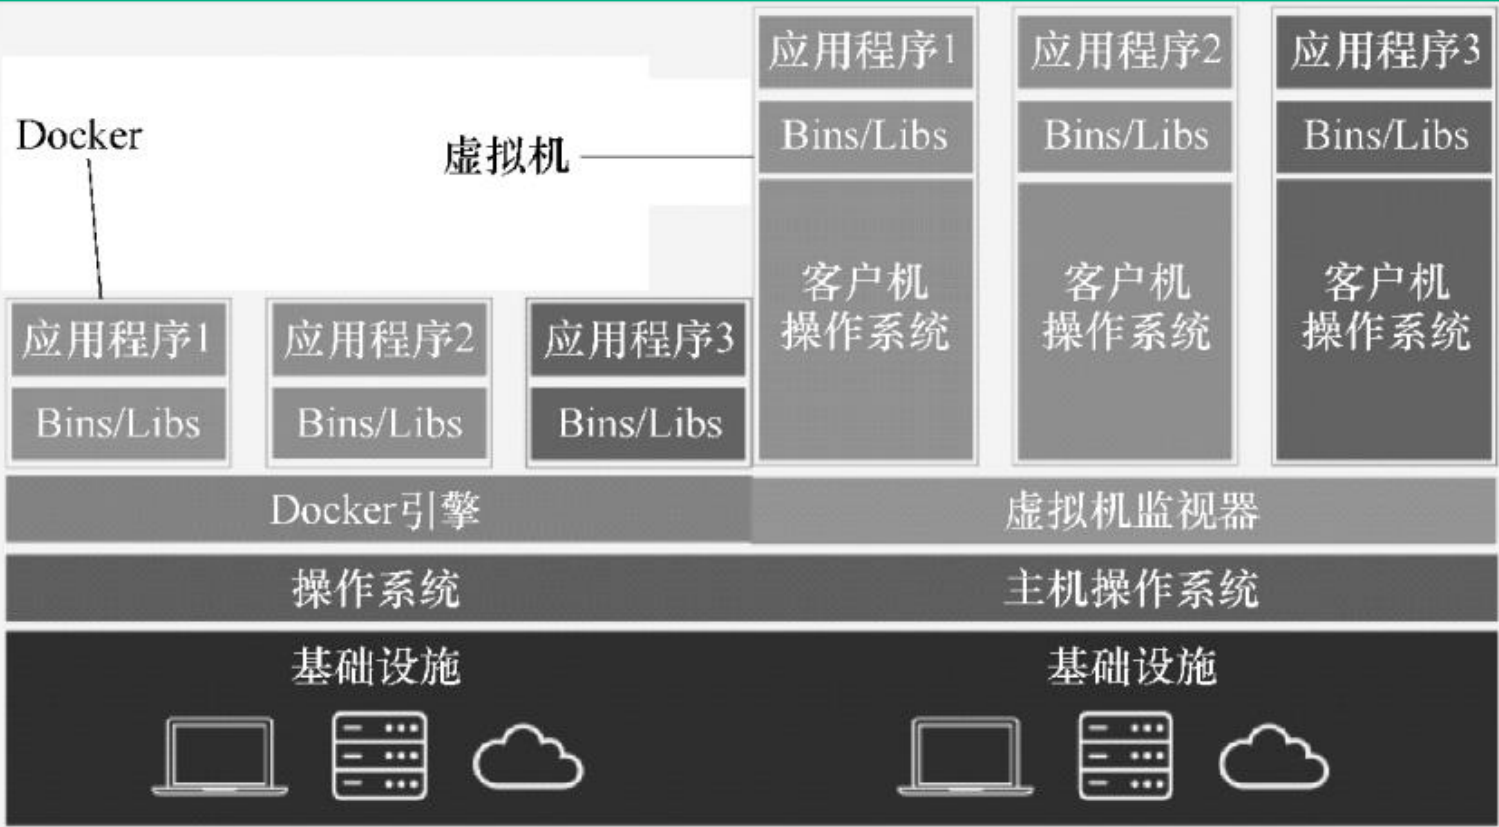 应用程序1
应用程序2
应用程序3
Docker
虚拟机
Bins/Libs
Bins/Libs
Bins/Libs
客户机
操作系统
客户机
操作系统
客户机
操作系统
应用程序1
应用程序2
应用程序3
Bins/Libs
Bins/Libs
Bins/Libs
Docker引擎
虚拟机监视器
操作系统
主机操作系统
基础设施
基础设施